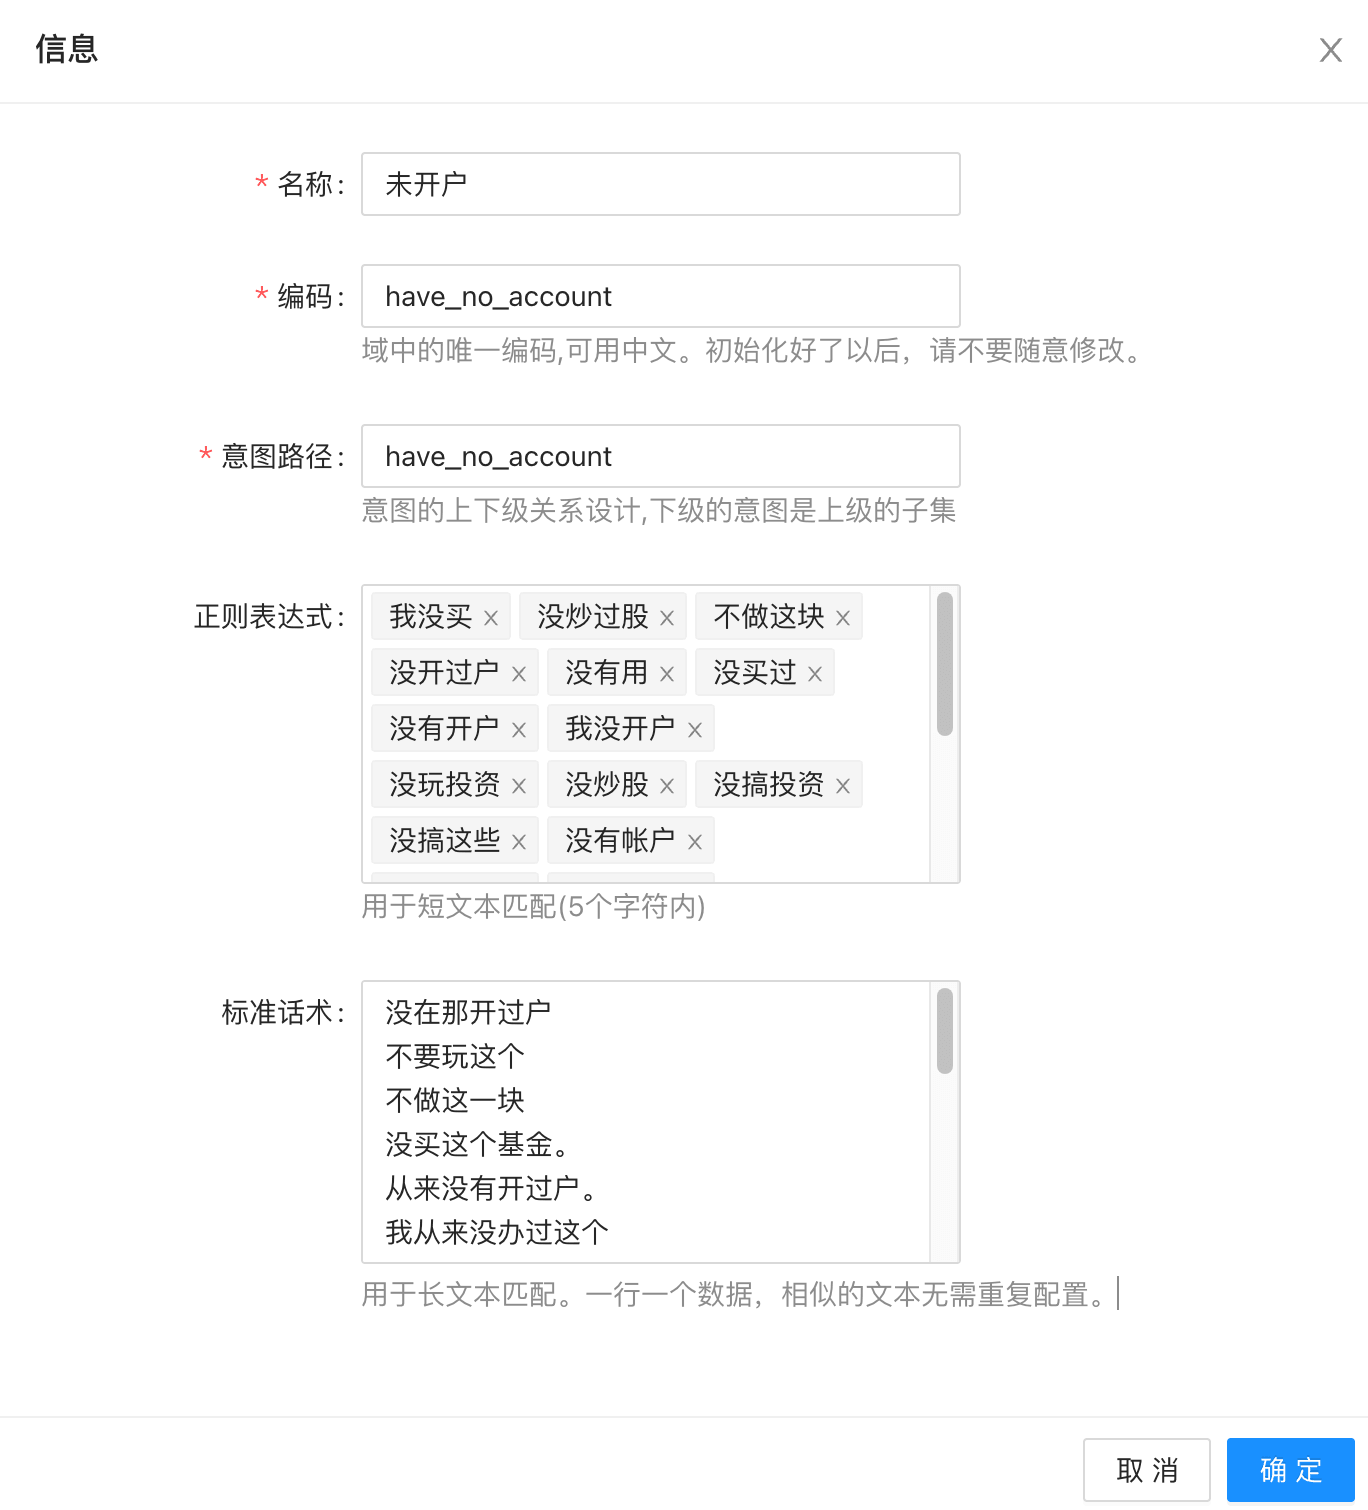 信息
* 名称:
未开户
* 编码:
have_no_account
域中的唯一编码,可用中文。初始化好了以后，请不要随意修改。
* 意图路径:
have_no_account
意图的上下级关系设计,下级的意图是上级的子集
正则表达式:
我没买 没炒过股 不做这块
没开过户 没有用 没买过
没有开户 我没开户
没玩投资 没炒股 没搞投资
没搞这些 没有帐户
用于短文本匹配(5个字符内)
标准话术:
没在那开过户
不要玩这个
不做这一块
没买这个基金。
从来没有开过户。
我从来没办过这个
用于长文本匹配。一行一个数据，相似的文本无需重复配置。
取 消 确 定